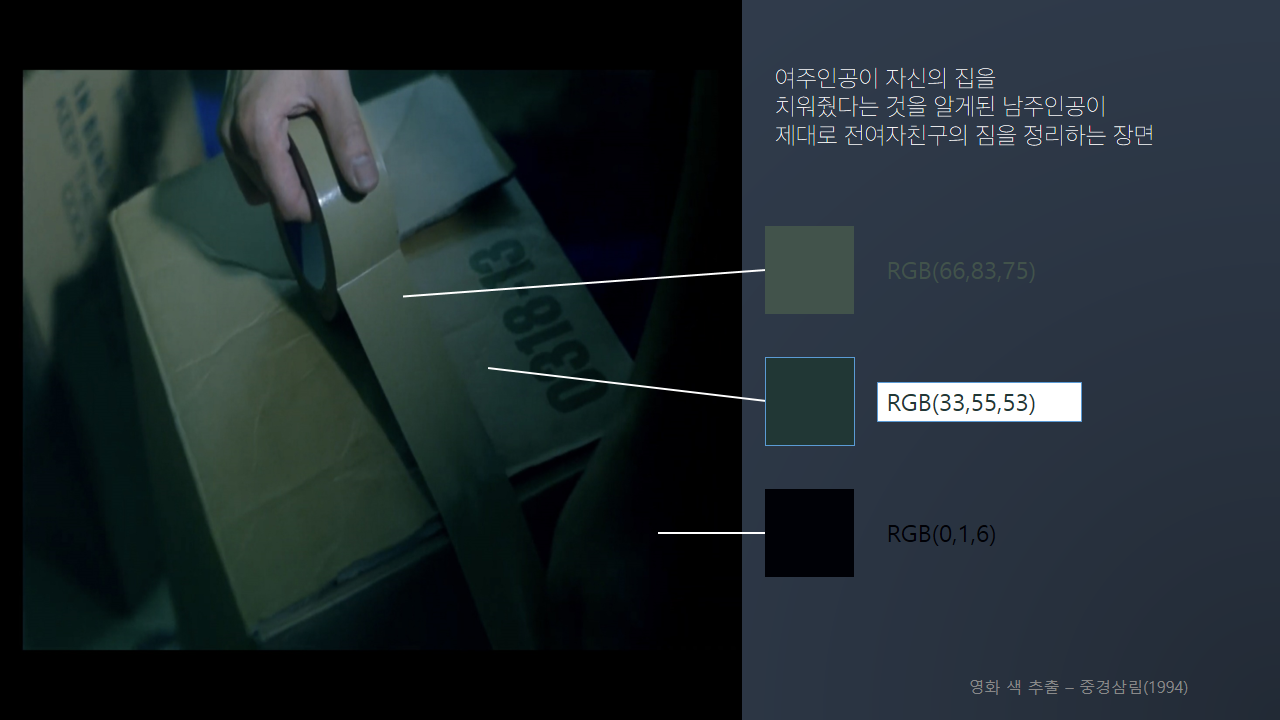 여주인공이 자신의 집을
치워줬다는 것을 알게된 남주인공이
제대로 전여자친구의 짐을 정리하는 장면
RGB(66,83,75)
0318-13
RGB(33,55,53)
RGB(0,1,6)
영화 색 추출 – 중경삼림(1994)